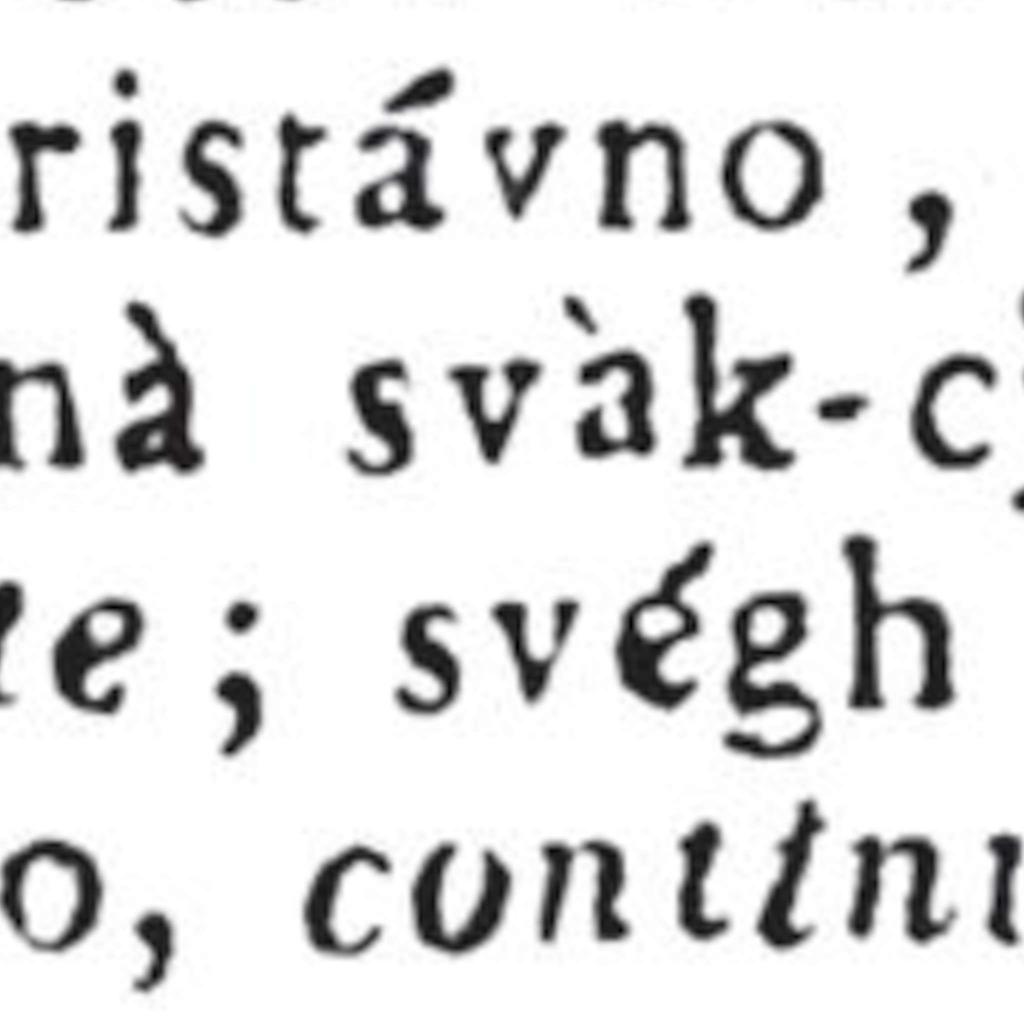 ristávno ,
nà svàk-c
e ; svégh
o, contin